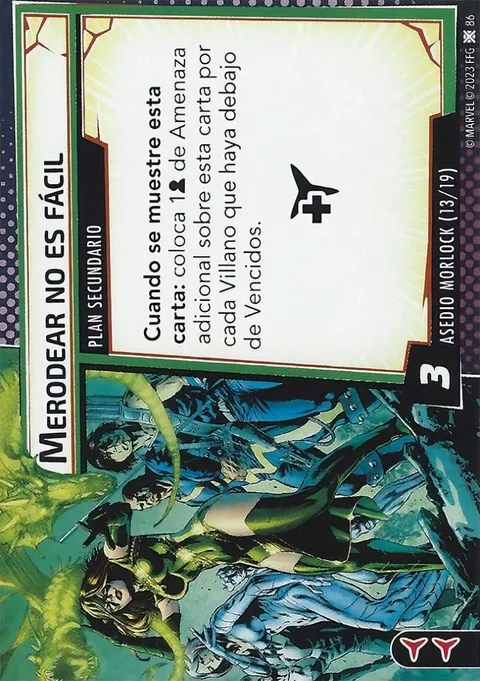 MERODEAR NO ES FÁCIL
PLAN SECUNDARIO
Cuando se muestre esta
carta: coloca 1 de Amenaza
adicional sobre esta carta por
cada Villano que haya debajo
de Vencidos.
3
ASEDIO MORLOCK (13/19)
© MARVEL © 2023 FFG 86